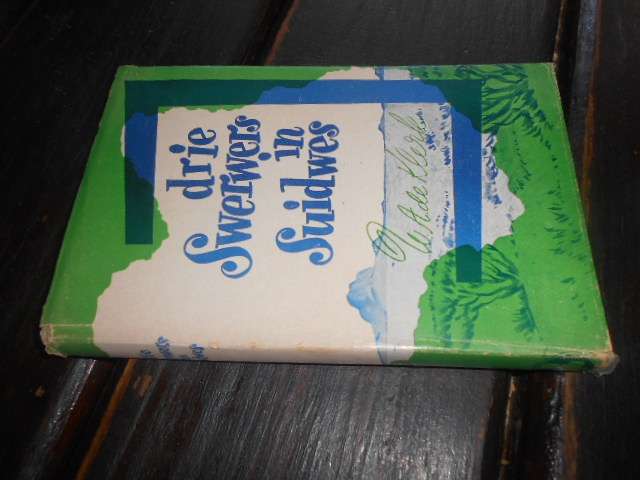 drie
Swerwers
in
Suidwes
W.A. de Klerk